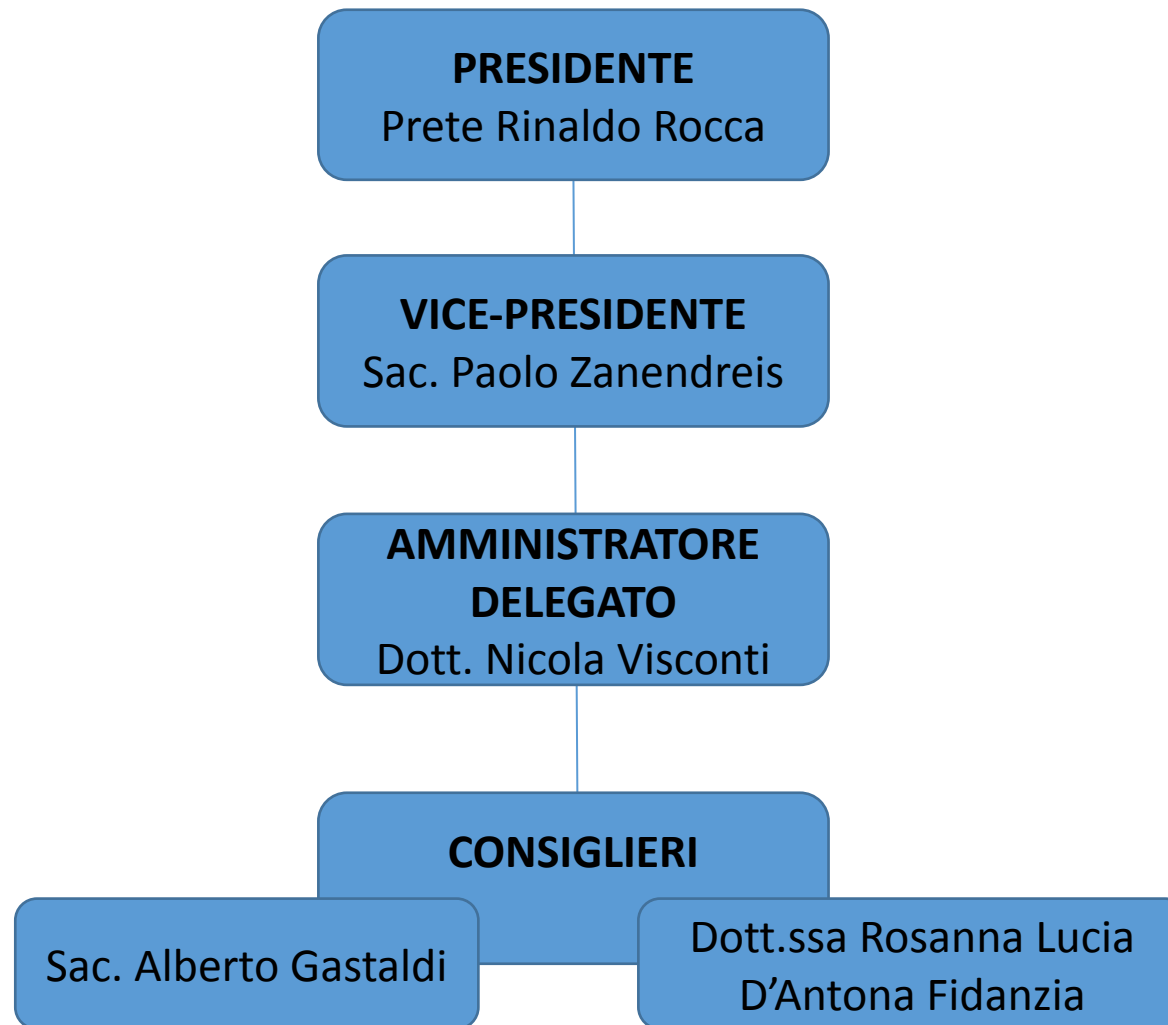 PRESIDENTE
Prete Rinaldo Rocca
VICE-PRESIDENTE
Sac. Paolo Zanendreis
AMMINISTRATORE
DELEGATO
Dott. Nicola Visconti
CONSIGLIERI
Sac. Alberto Gastaldi
Dott.ssa Rosanna Lucia
D’Antona Fidanzia